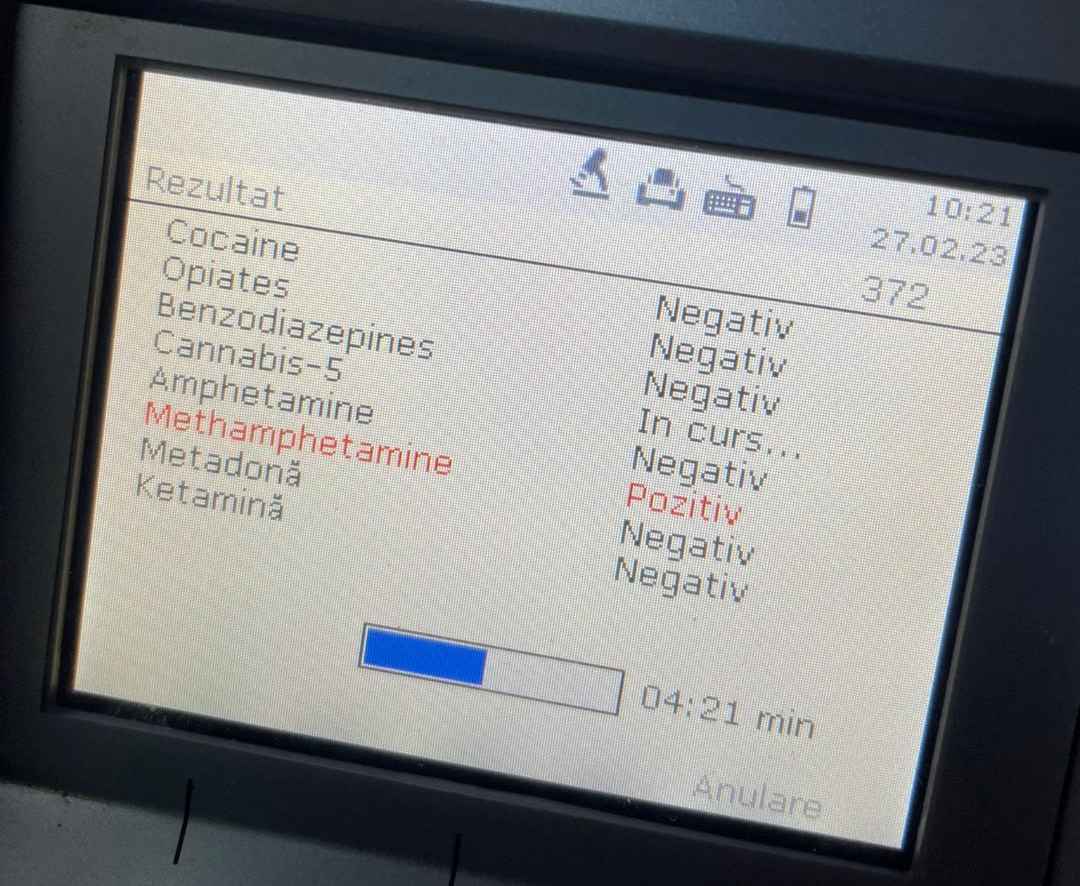 10:21
27.02.23
Rezultat
372
Cocaine Negativ
Opiates Negativ
Benzodiazepines Negativ
Cannabis-5 In curs...
Amphetamine Negativ
Methamphetamine Pozitiv
Metadonă Negativ
Ketamină Negativ
04:21 min
Anulare